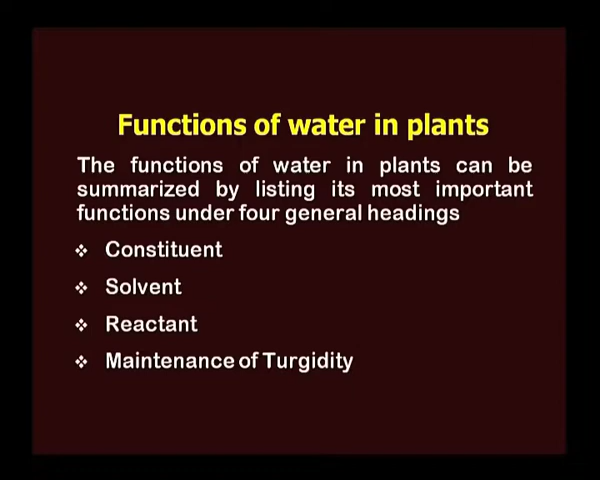 Functions of water in plants
The functions of water in plants can be
summarized by listing its most important
functions under four general headings
❖ Constituent
❖ Solvent
❖ Reactant
❖ Maintenance of Turgidity